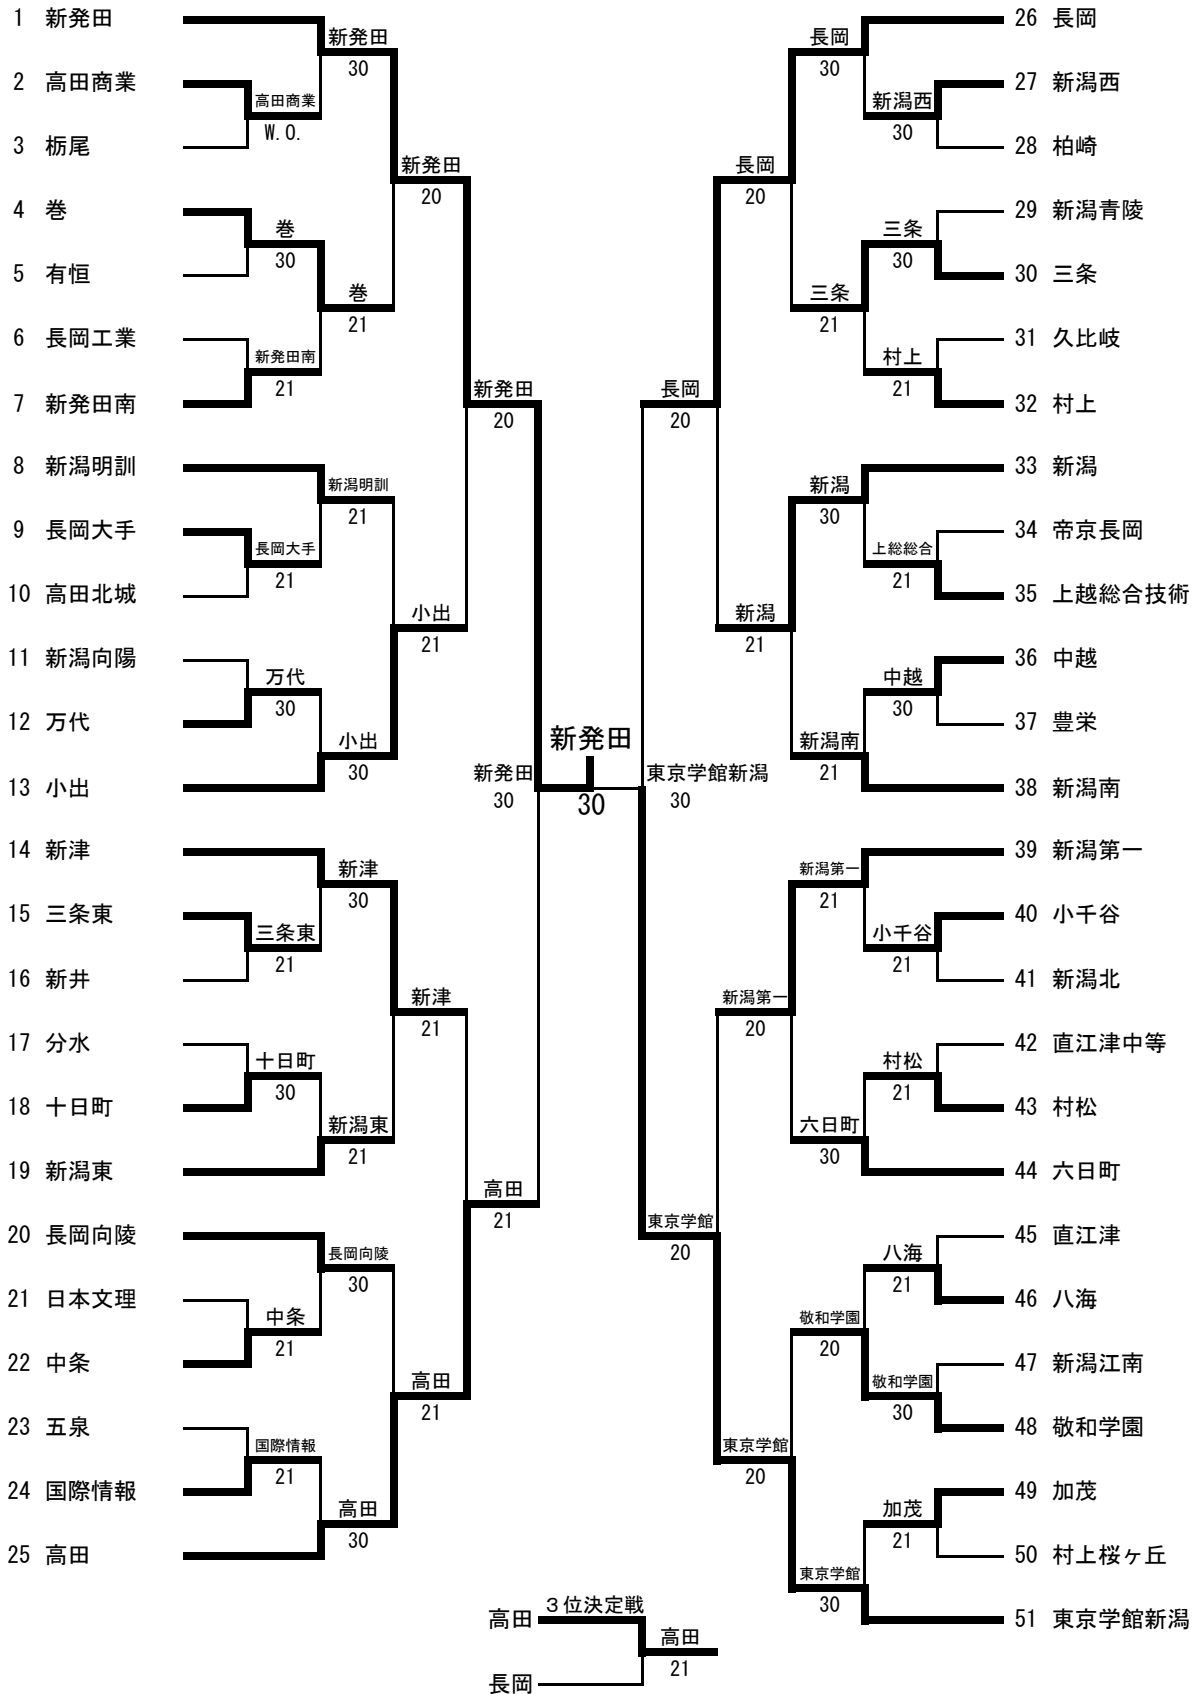 1 新発田
2 高田商業
3 栃尾
4 巻
5 有恒
6 長岡工業
7 新発田南
8 新潟明訓
9 長岡大手
10 高田北城
11 新潟向陽
12 万代
13 小出
14 新津
15 三条東
16 新井
17 分水
18 十日町
19 新潟東
20 長岡向陵
21 日本文理
22 中条
23 五泉
24 国際情報
25 高田
高田商業
W.O.
巻
30
新発田南
21
長岡大手
21
万代
30
三条東
21
十日町
30
中条
21
国際情報
21
新発田
30
巻
21
新潟明訓
21
小出
30
新津
30
新潟東
21
長岡向陵
30
高田
30
新発田
20
小出
21
新津
21
高田
21
新発田
20
高田
21
新発田
30
新発田
30
東京学館新潟
30
長岡
20
東京学館
20
長岡
20
新潟
21
新潟第一
20
東京学館
20
長岡
30
三条
21
新潟
30
新潟南
21
新潟第一
21
六日町
30
敬和学園
20
東京学館
30
新潟西
30
三条
30
村上
21
上総総合
21
中越
30
小千谷
21
村松
21
八海
21
敬和学園
30
加茂
21
26 長岡
27 新潟西
28 柏崎
29 新潟青陵
30 三条
31 久比岐
32 村上
33 新潟
34 帝京長岡
35 上越総合技術
36 中越
37 豊栄
38 新潟南
39 新潟第一
40 小千谷
41 新潟北
42 直江津中等
43 村松
44 六日町
45 直江津
46 八海
47 新潟江南
48 敬和学園
49 加茂
50 村上桜ヶ丘
51 東京学館新潟
３位決定戦
高田
長岡
高田
21